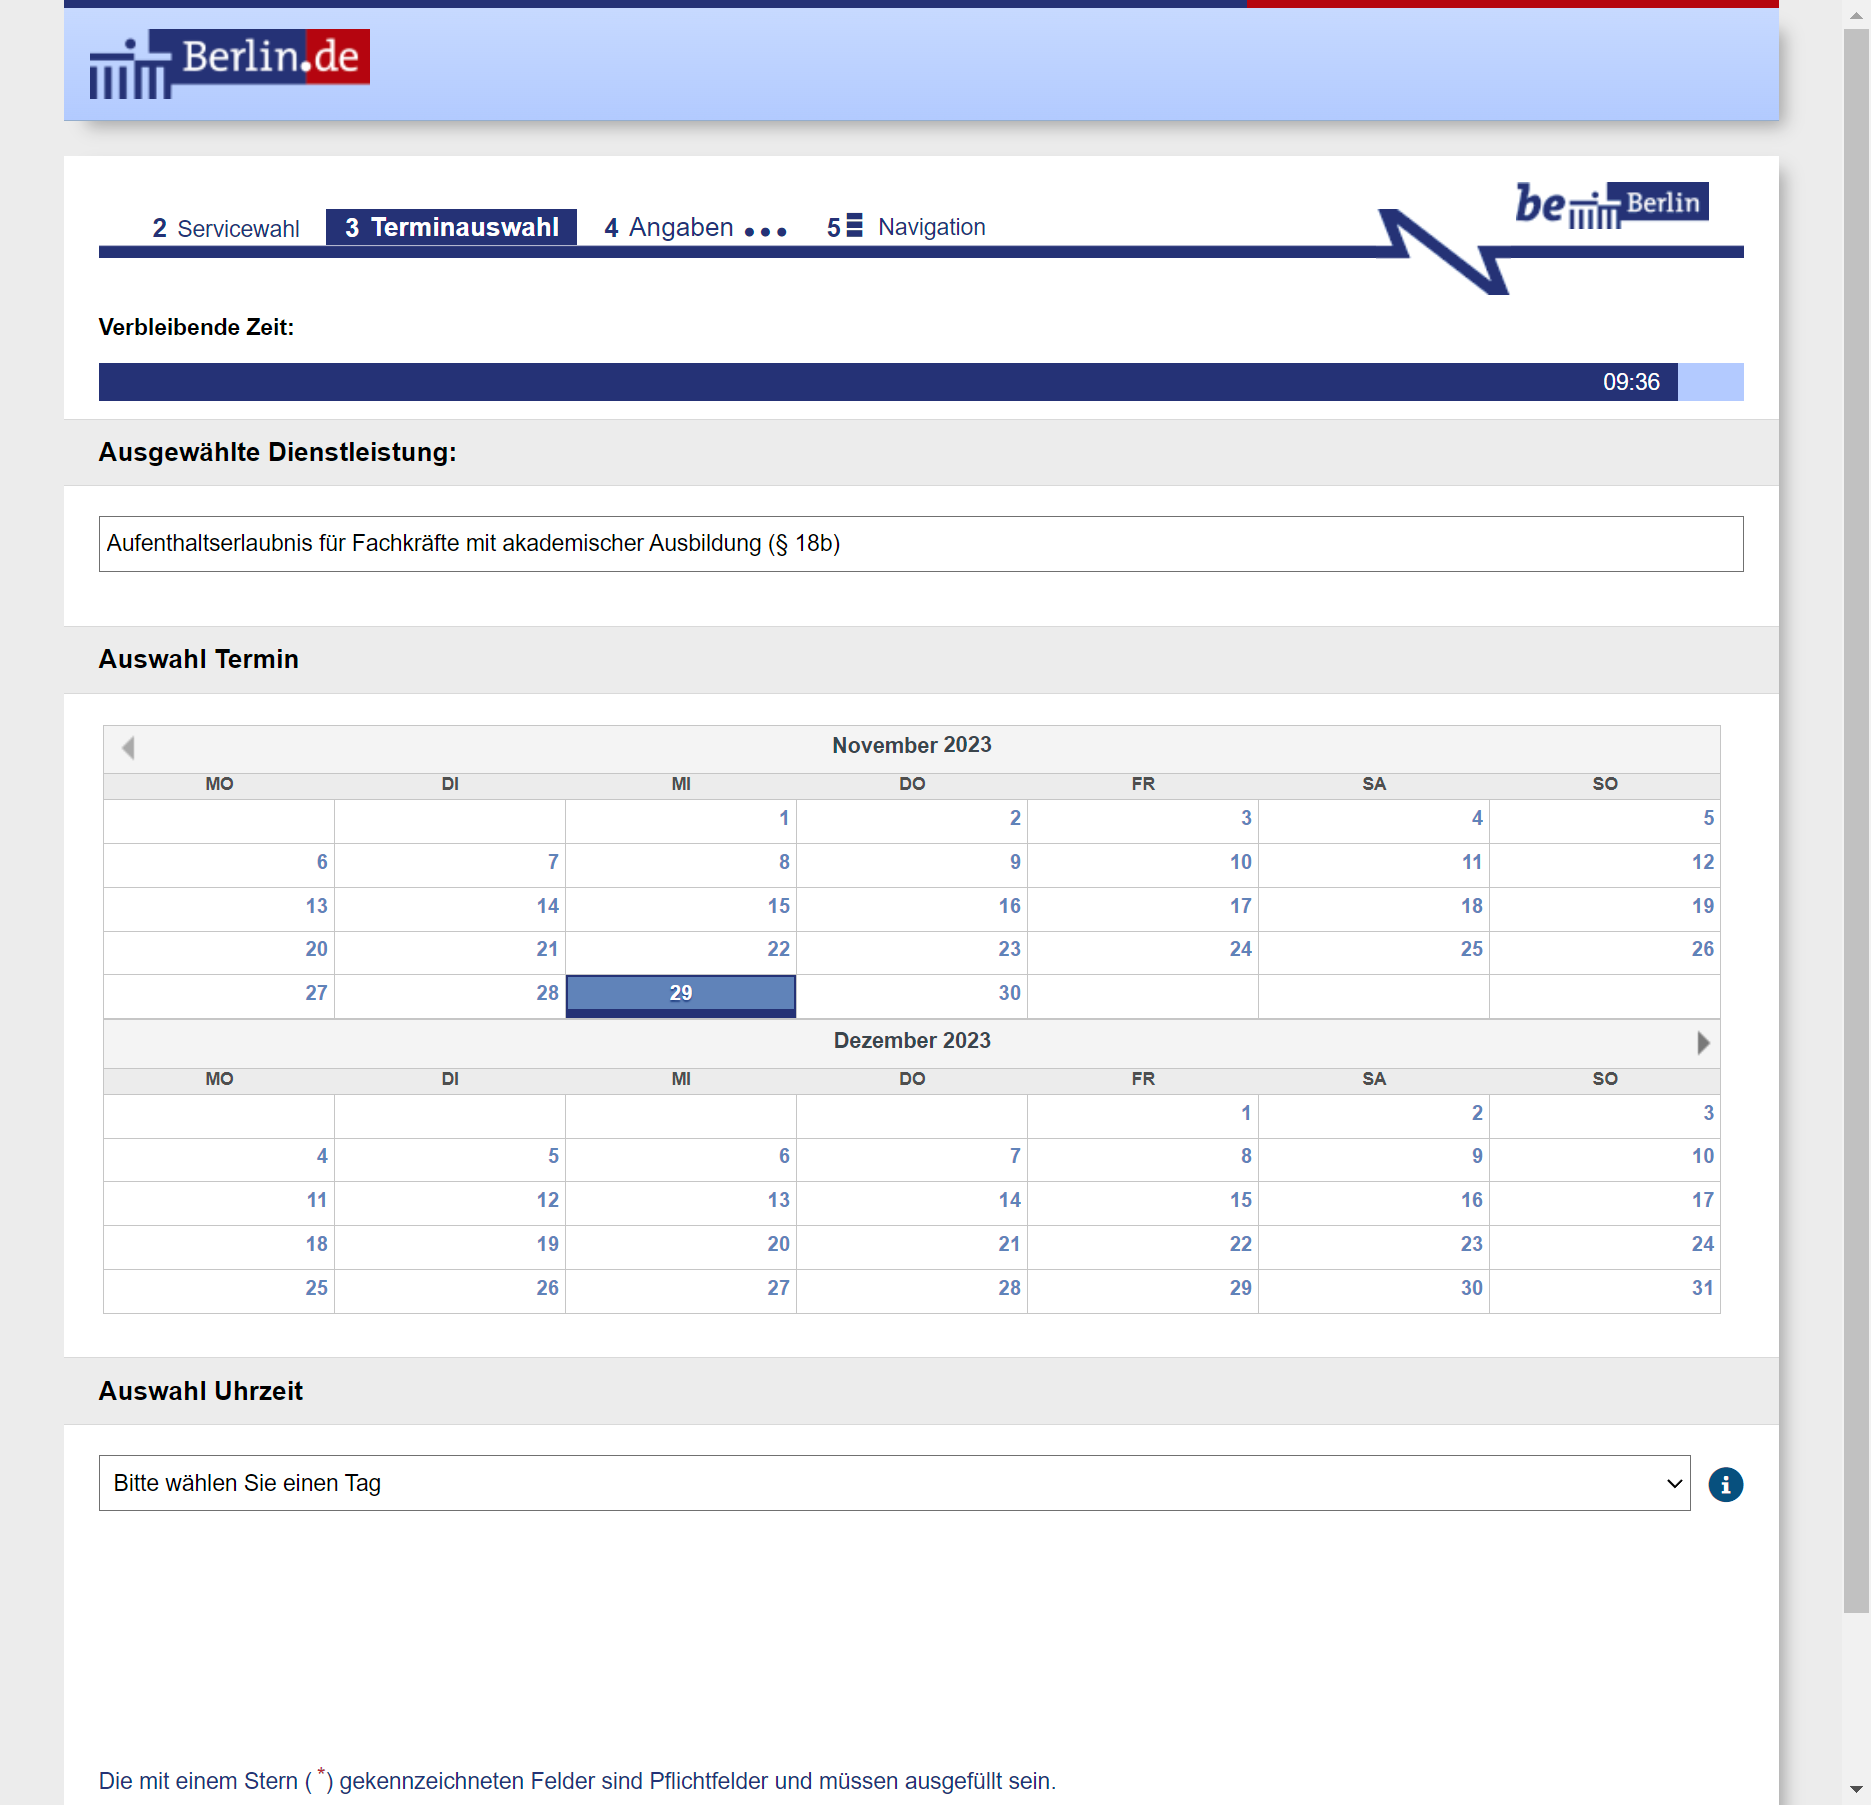 Berlin.de
be Berlin
2 Servicewahl 3 Terminauswahl 4 Angaben ... 5 Navigation
Verbleibende Zeit:
09:36
Ausgewählte Dienstleistung:
Aufenthaltserlaubnis für Fachkräfte mit akademischer Ausbildung (§ 18b)
Auswahl Termin
November 2023
MO DI MI DO FR SA SO
1 2 3 4 5
6 7 8 9 10 11 12
13 14 15 16 17 18 19
20 21 22 23 24 25 26
27 28 29 30
Dezember 2023
MO DI MI DO FR SA SO
1 2 3
4 5 6 7 8 9 10
11 12 13 14 15 16 17
18 19 20 21 22 23 24
25 26 27 28 29 30 31
Auswahl Uhrzeit
Bitte wählen Sie einen Tag
Die mit einem Stern ( *) gekennzeichneten Felder sind Pflichtfelder und müssen ausgefüllt sein.